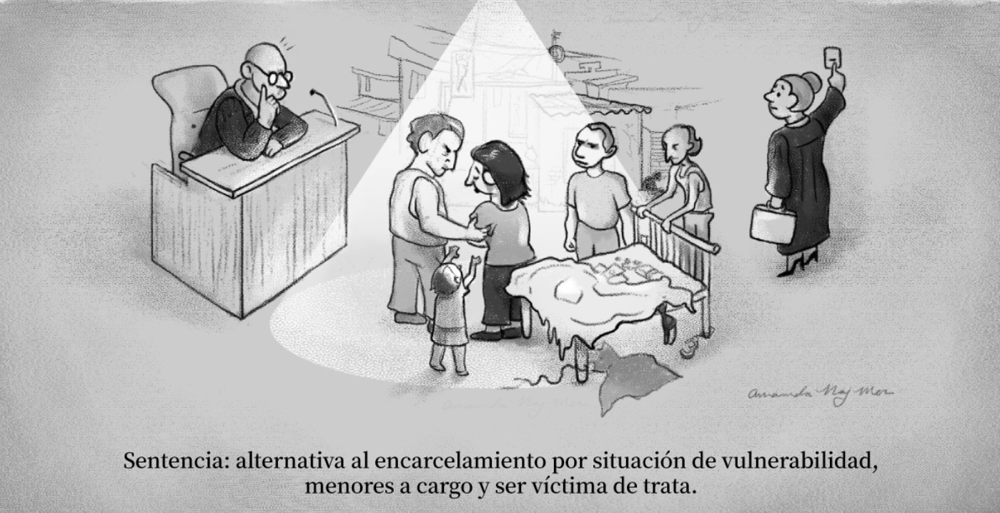 Sentencia: alternativa al encarcelamiento por situación de vulnerabilidad,
menores a cargo y ser víctima de trata.